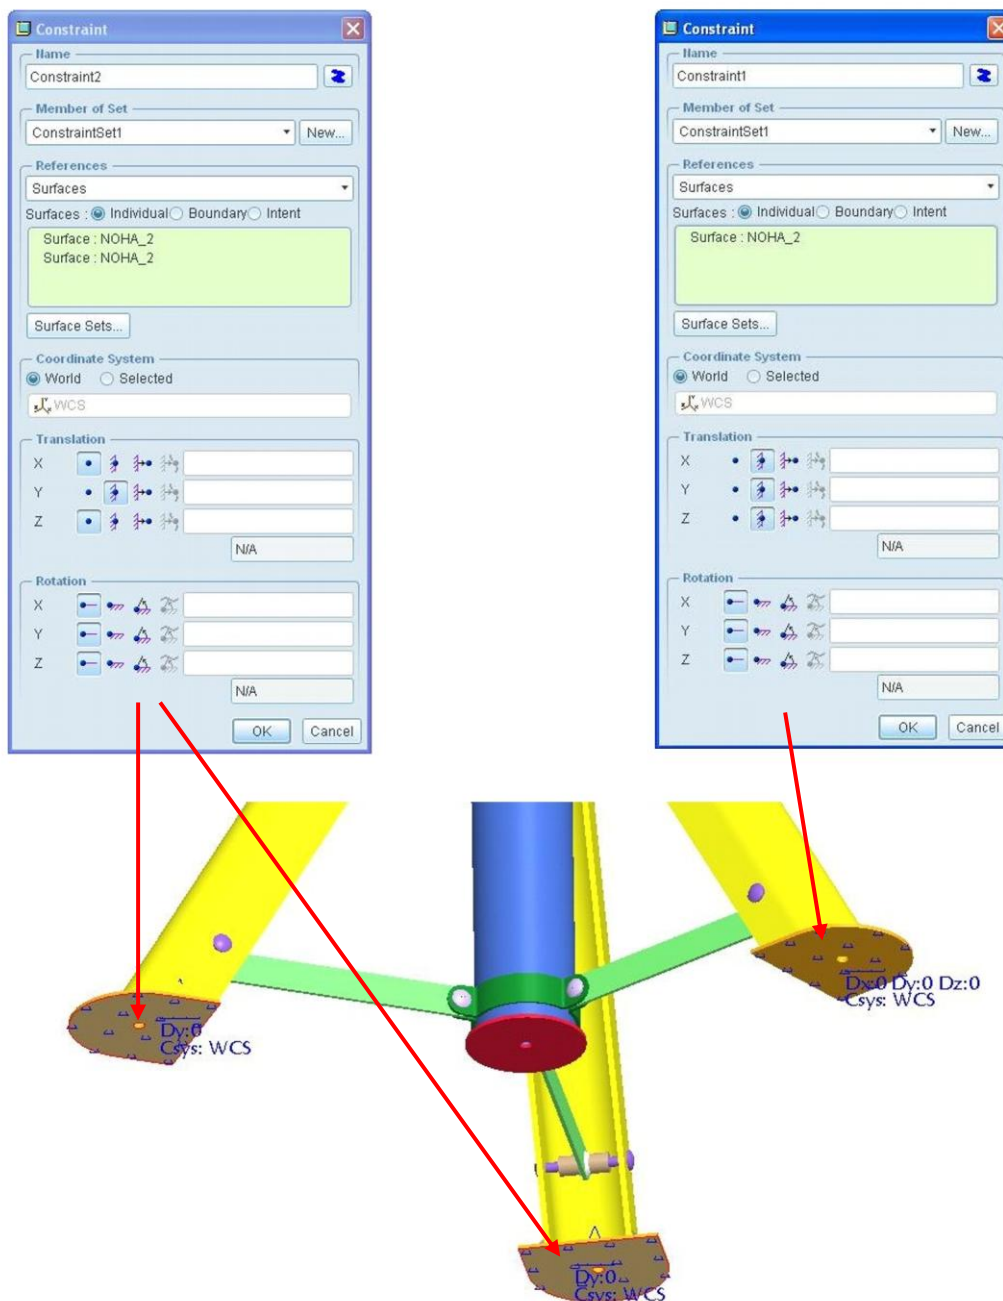 Constraint
Name
Constraint2
Member of Set
ConstraintSet1
New...
References
Surfaces
Surfaces : Individual Boundary Intent
Surface : NOHA_2
Surface : NOHA_2
Surface Sets...
Coordinate System
World Selected
WCS
Translation
X
Y
Z
N/A
Rotation
X
Y
Z
N/A
OK Cancel
Constraint
Name
Constraint1
Member of Set
ConstraintSet1
New...
References
Surfaces
Surfaces : Individual Boundary Intent
Surface : NOHA_2
Surface Sets...
Coordinate System
World Selected
WCS
Translation
X
Y
Z
N/A
Rotation
X
Y
Z
N/A
OK Cancel
Dx:0 Dy:0 Dz:0
Csys: WCS
Dy:0
Csys: WCS
Dy:0
Csys: WCS